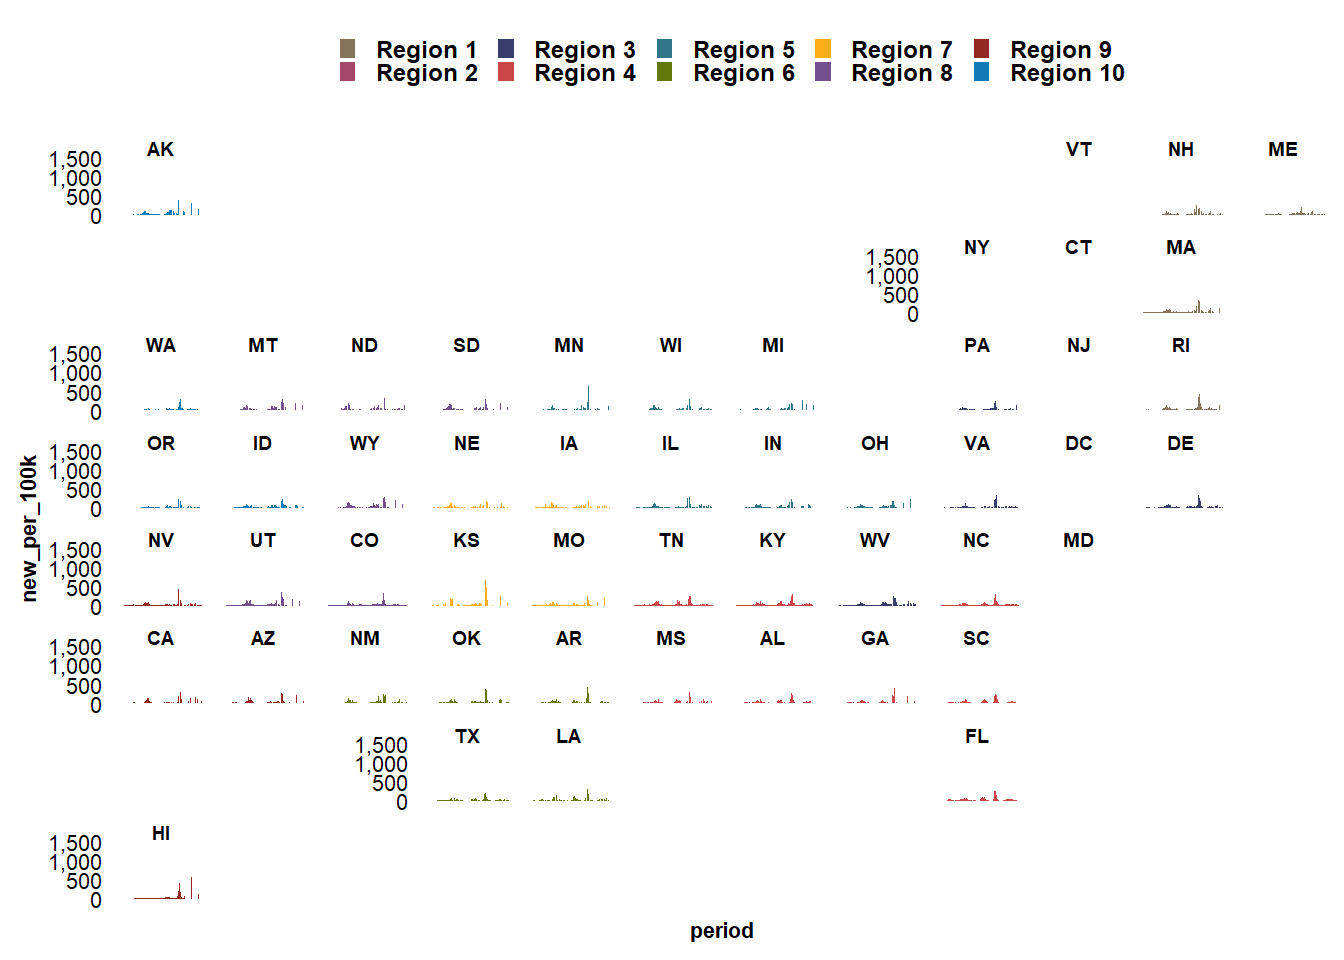 Region 1 Region 3 Region 5 Region 7 Region 9
Region 2 Region 4 Region 6 Region 8 Region 10
AK VT NH ME
1,500
1,000
500
0
NY CT MA
1,500
1,000
500
0
WA MT ND SD MN WI MI PA NJ RI
1,500
1,000
500
0
OR ID WY NE IA IL IN OH VA DC DE
1,500
1,000
500
0
NV UT CO KS MO TN KY WV NC MD
1,500
1,000
500
0
CA AZ NM OK AR MS AL GA SC
1,500
1,000
500
0
TX LA FL
1,500
1,000
500
0
HI
1,500
1,000
500
0
new_per_100k
period